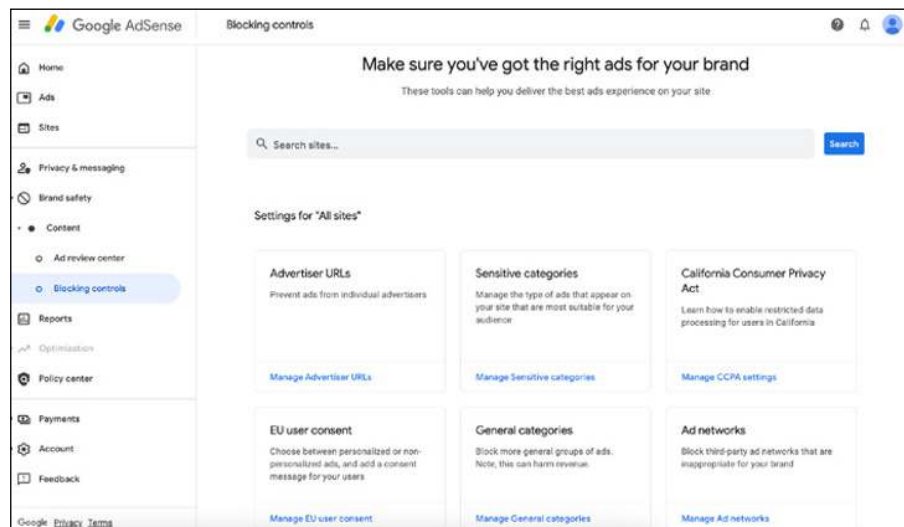 Google AdSense
Blocking controls
Home
Ads
Sites
Privacy & messaging
Brand safety
Content
Ad review center
Blocking controls
Reports
Optimization
Policy center
Payments
Account
Feedback
Google Privacy Terms
Make sure you've got the right ads for your brand
These tools can help you deliver the best ads experience on your site
Search sites...
Search
Settings for "All sites"
Advertiser URLs
Prevent ads from individual advertisers
Manage Advertiser URLs
Sensitive categories
Manage the type of ads that appear on
your site that are most suitable for your
audience
Manage Sensitive categories
California Consumer Privacy
Act
Learn how to enable restricted data
processing for users in California
Manage CCPA settings
EU user consent
Choose between personalized or non-
personalized ads, and add a consent
message for your users
Manage EU user consent
General categories
Block more general groups of ads.
Note, this can harm revenue.
Manage General categories
Ad networks
Block third-party ad networks that are
inappropriate for your brand
Manage Ad networks